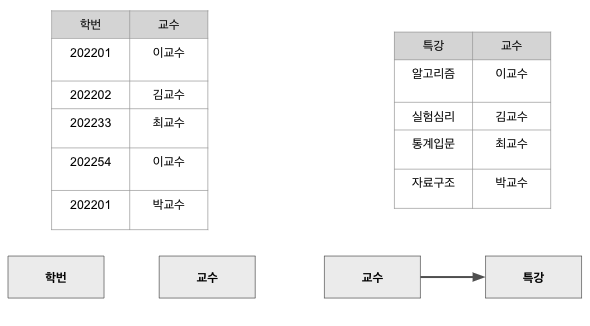 학번 교수
202201 이교수
202202 김교수
202233 최교수
202254 이교수
202201 박교수
특강 교수
알고리즘 이교수
실험심리 김교수
통계입문 최교수
자료구조 박교수
학번 교수 교수 특강